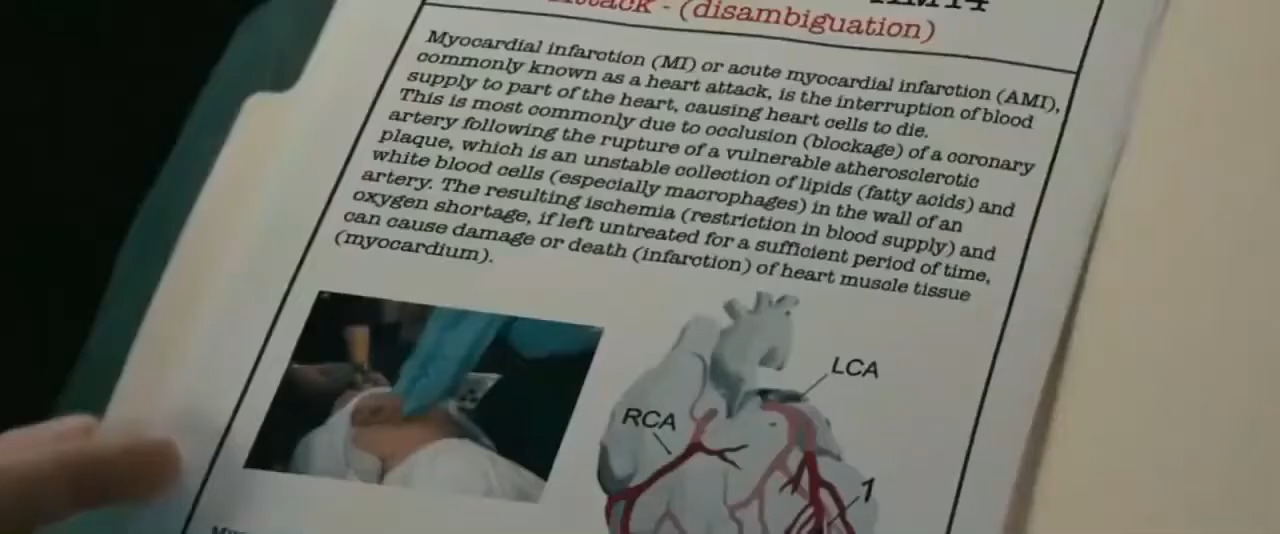 Attack - (disambiguation)
Myocardial infarction (MI) or acute myocardial infarction (AMI),
commonly known as a heart attack, is the interruption of blood
supply to part of the heart, causing heart cells to die.
This is most commonly due to occlusion (blockage) of a coronary
artery following the rupture of a vulnerable atherosclerotic
plaque, which is an unstable collection of lipids (fatty acids) and
white blood cells (especially macrophages) in the wall of an
artery. The resulting ischemia (restriction in blood supply) and
oxygen shortage, if left untreated for a sufficient period of time,
can cause damage or death (infarction) of heart muscle tissue
(myocardium).
LCA
RCA
1